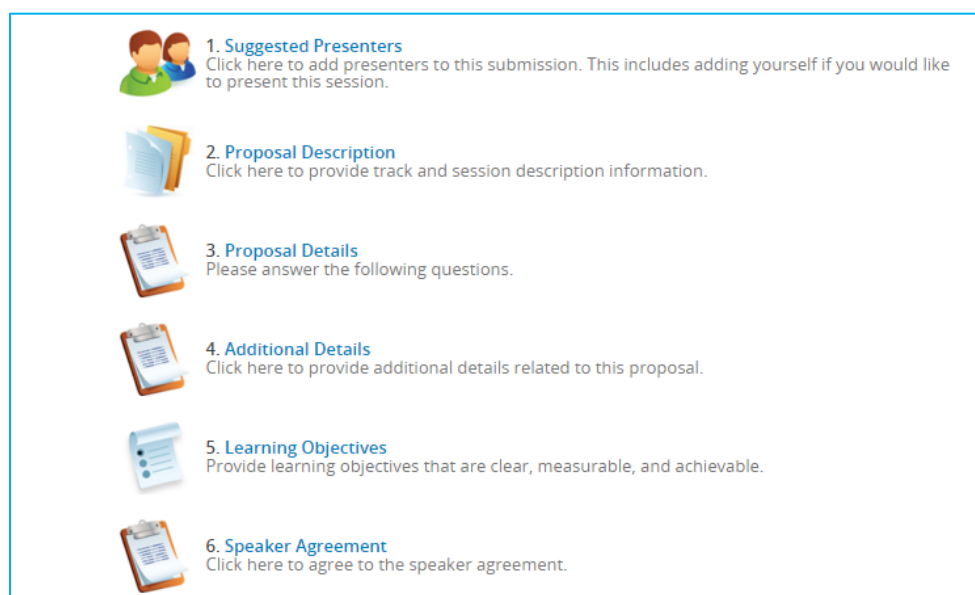 1. Suggested Presenters
Click here to add presenters to this submission. This includes adding yourself if you would like
to present this session.
2. Proposal Description
Click here to provide track and session description information.
3. Proposal Details
Please answer the following questions.
4. Additional Details
Click here to provide additional details related to this proposal.
5. Learning Objectives
Provide learning objectives that are clear, measurable, and achievable.
6. Speaker Agreement
Click here to agree to the speaker agreement.